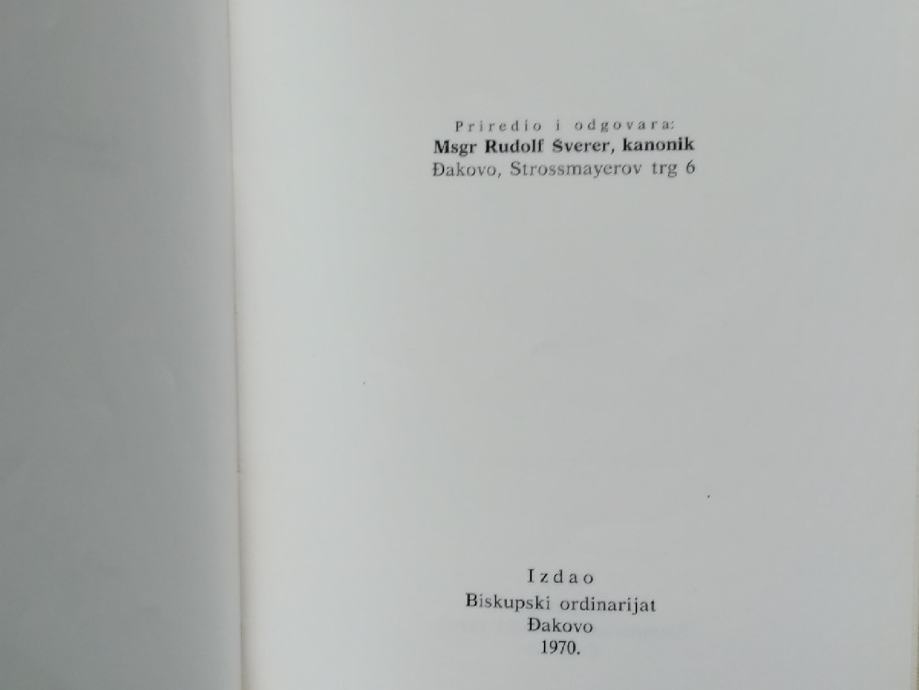 Priredio i odgovara:
Msgr Rudolf Šverer, kanonik
Đakovo, Strossmayerov trg 6
Izdao
Biskupski ordinarijat
Đakovo
1970.